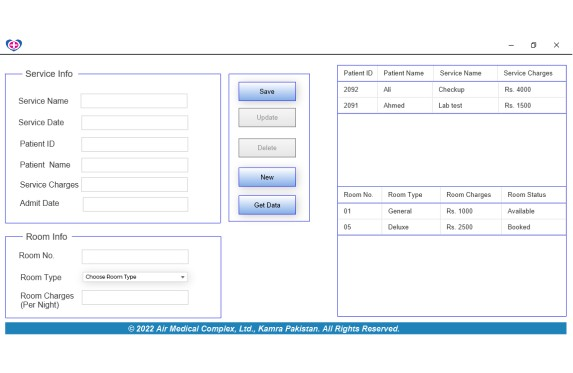 Service Info
Service Name
Service Date
Patient ID
Patient Name
Service Charges
Admit Date
Room Info
Room No.
Room Type
Choose Room Type
Room Charges
(Per Night)
Save
Update
Delete
New
Get Data
Patient ID Patient Name Service Name Service Charges
2092 Ali Checkup Rs. 4000
2091 Ahmed Lab test Rs. 1500
Room No. Room Type Room Charges Room Status
01 General Rs. 1000 Available
05 Deluxe Rs. 2500 Booked
© 2022 Air Medical Complex, Ltd., Kamra Pakistan. All Rights Reserved.